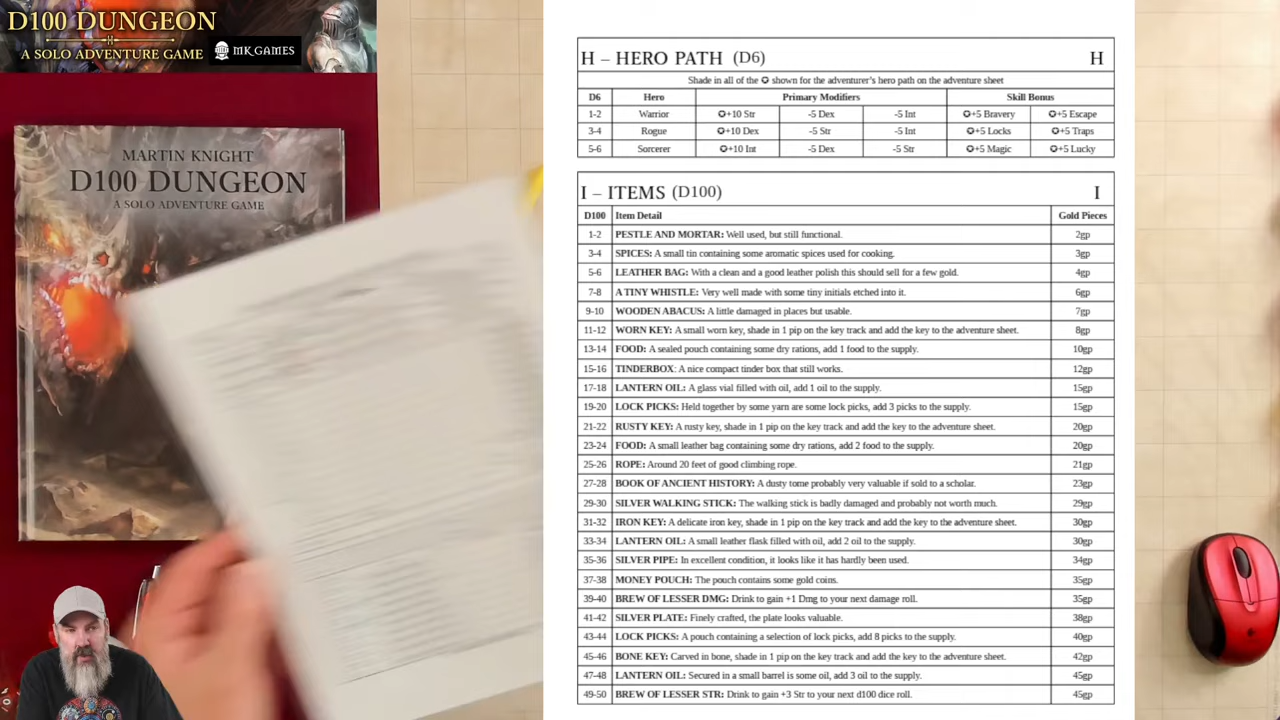 D100 DUNGEON
A SOLO ADVENTURE GAME
MK GAMES
MARTIN KNIGHT
D100 DUNGEON
A SOLO ADVENTURE GAME
H – HERO PATH (D6) H
Shade in all of the ✪ shown for the adventurer's hero path on the adventure sheet
D6 Hero Primary Modifiers Skill Bonus
1-2 Warrior ✪+10 Str -5 Dex -5 Int ✪+5 Bravery ✪+5 Escape
3-4 Rogue ✪+10 Dex -5 Str -5 Int ✪+5 Locks ✪+5 Traps
5-6 Sorcerer ✪+10 Int -5 Dex -5 Str ✪+5 Magic ✪+5 Lucky
I – ITEMS (D100) I
D100 Item Detail Gold Pieces
1-2 PESTLE AND MORTAR: Well used, but still functional. 2gp
3-4 SPICES: A small tin containing some aromatic spices used for cooking. 3gp
5-6 LEATHER BAG: With a clean and a good leather polish this should sell for a few gold. 4gp
7-8 A TINY WHISTLE: Very well made with some tiny initials etched into it. 6gp
9-10 WOODEN ABACUS: A little damaged in places but usable. 7gp
11-12 WORN KEY: A small worn key, shade in 1 pip on the key track and add the key to the adventure sheet. 8gp
13-14 FOOD: A sealed pouch containing some dry rations, add 1 food to the supply. 10gp
15-16 TINDERBOX: A nice compact tinder box that still works. 12gp
17-18 LANTERN OIL: A glass vial filled with oil, add 1 oil to the supply. 15gp
19-20 LOCK PICKS: Held together by some yarn are some lock picks, add 3 picks to the supply. 15gp
21-22 RUSTY KEY: A rusty key, shade in 1 pip on the key track and add the key to the adventure sheet. 20gp
23-24 FOOD: A small leather bag containing some dry rations, add 2 food to the supply. 20gp
25-26 ROPE: Around 20 feet of good climbing rope. 21gp
27-28 BOOK OF ANCIENT HISTORY: A dusty tome probably very valuable if sold to a scholar. 23gp
29-30 SILVER WALKING STICK: The walking stick is badly damaged and probably not worth much. 29gp
31-32 IRON KEY: A delicate iron key, shade in 1 pip on the key track and add the key to the adventure sheet. 30gp
33-34 LANTERN OIL: A small leather flask filled with oil, add 2 oil to the supply. 30gp
35-36 SILVER PIPE: In excellent condition, it looks like it has hardly been used. 34gp
37-38 MONEY POUCH: The pouch contains some gold coins. 35gp
39-40 BREW OF LESSER DMG: Drink to gain +1 Dmg to your next damage roll. 35gp
41-42 SILVER PLATE: Finely crafted, the plate looks valuable. 38gp
43-44 LOCK PICKS: A pouch containing a selection of lock picks, add 8 picks to the supply. 40gp
45-46 BONE KEY: Carved in bone, shade in 1 pip on the key track and add the key to the adventure sheet. 42gp
47-48 LANTERN OIL: Secured in a small barrel is some oil, add 3 oil to the supply. 45gp
49-50 BREW OF LESSER STR: Drink to gain +3 Str to your next d100 dice roll. 45gp